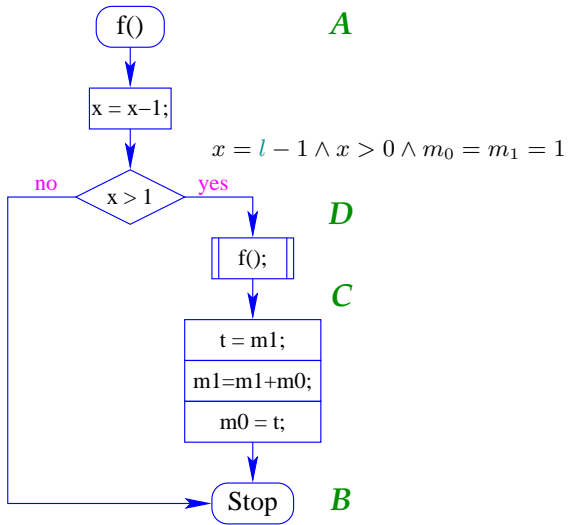 f() A
x = x−1;
x = l − 1 ∧ x > 0 ∧ m₀ = m₁ = 1
no x > 1 yes
D
f();
C
t = m1;
m1=m1+m0;
m0 = t;
Stop B